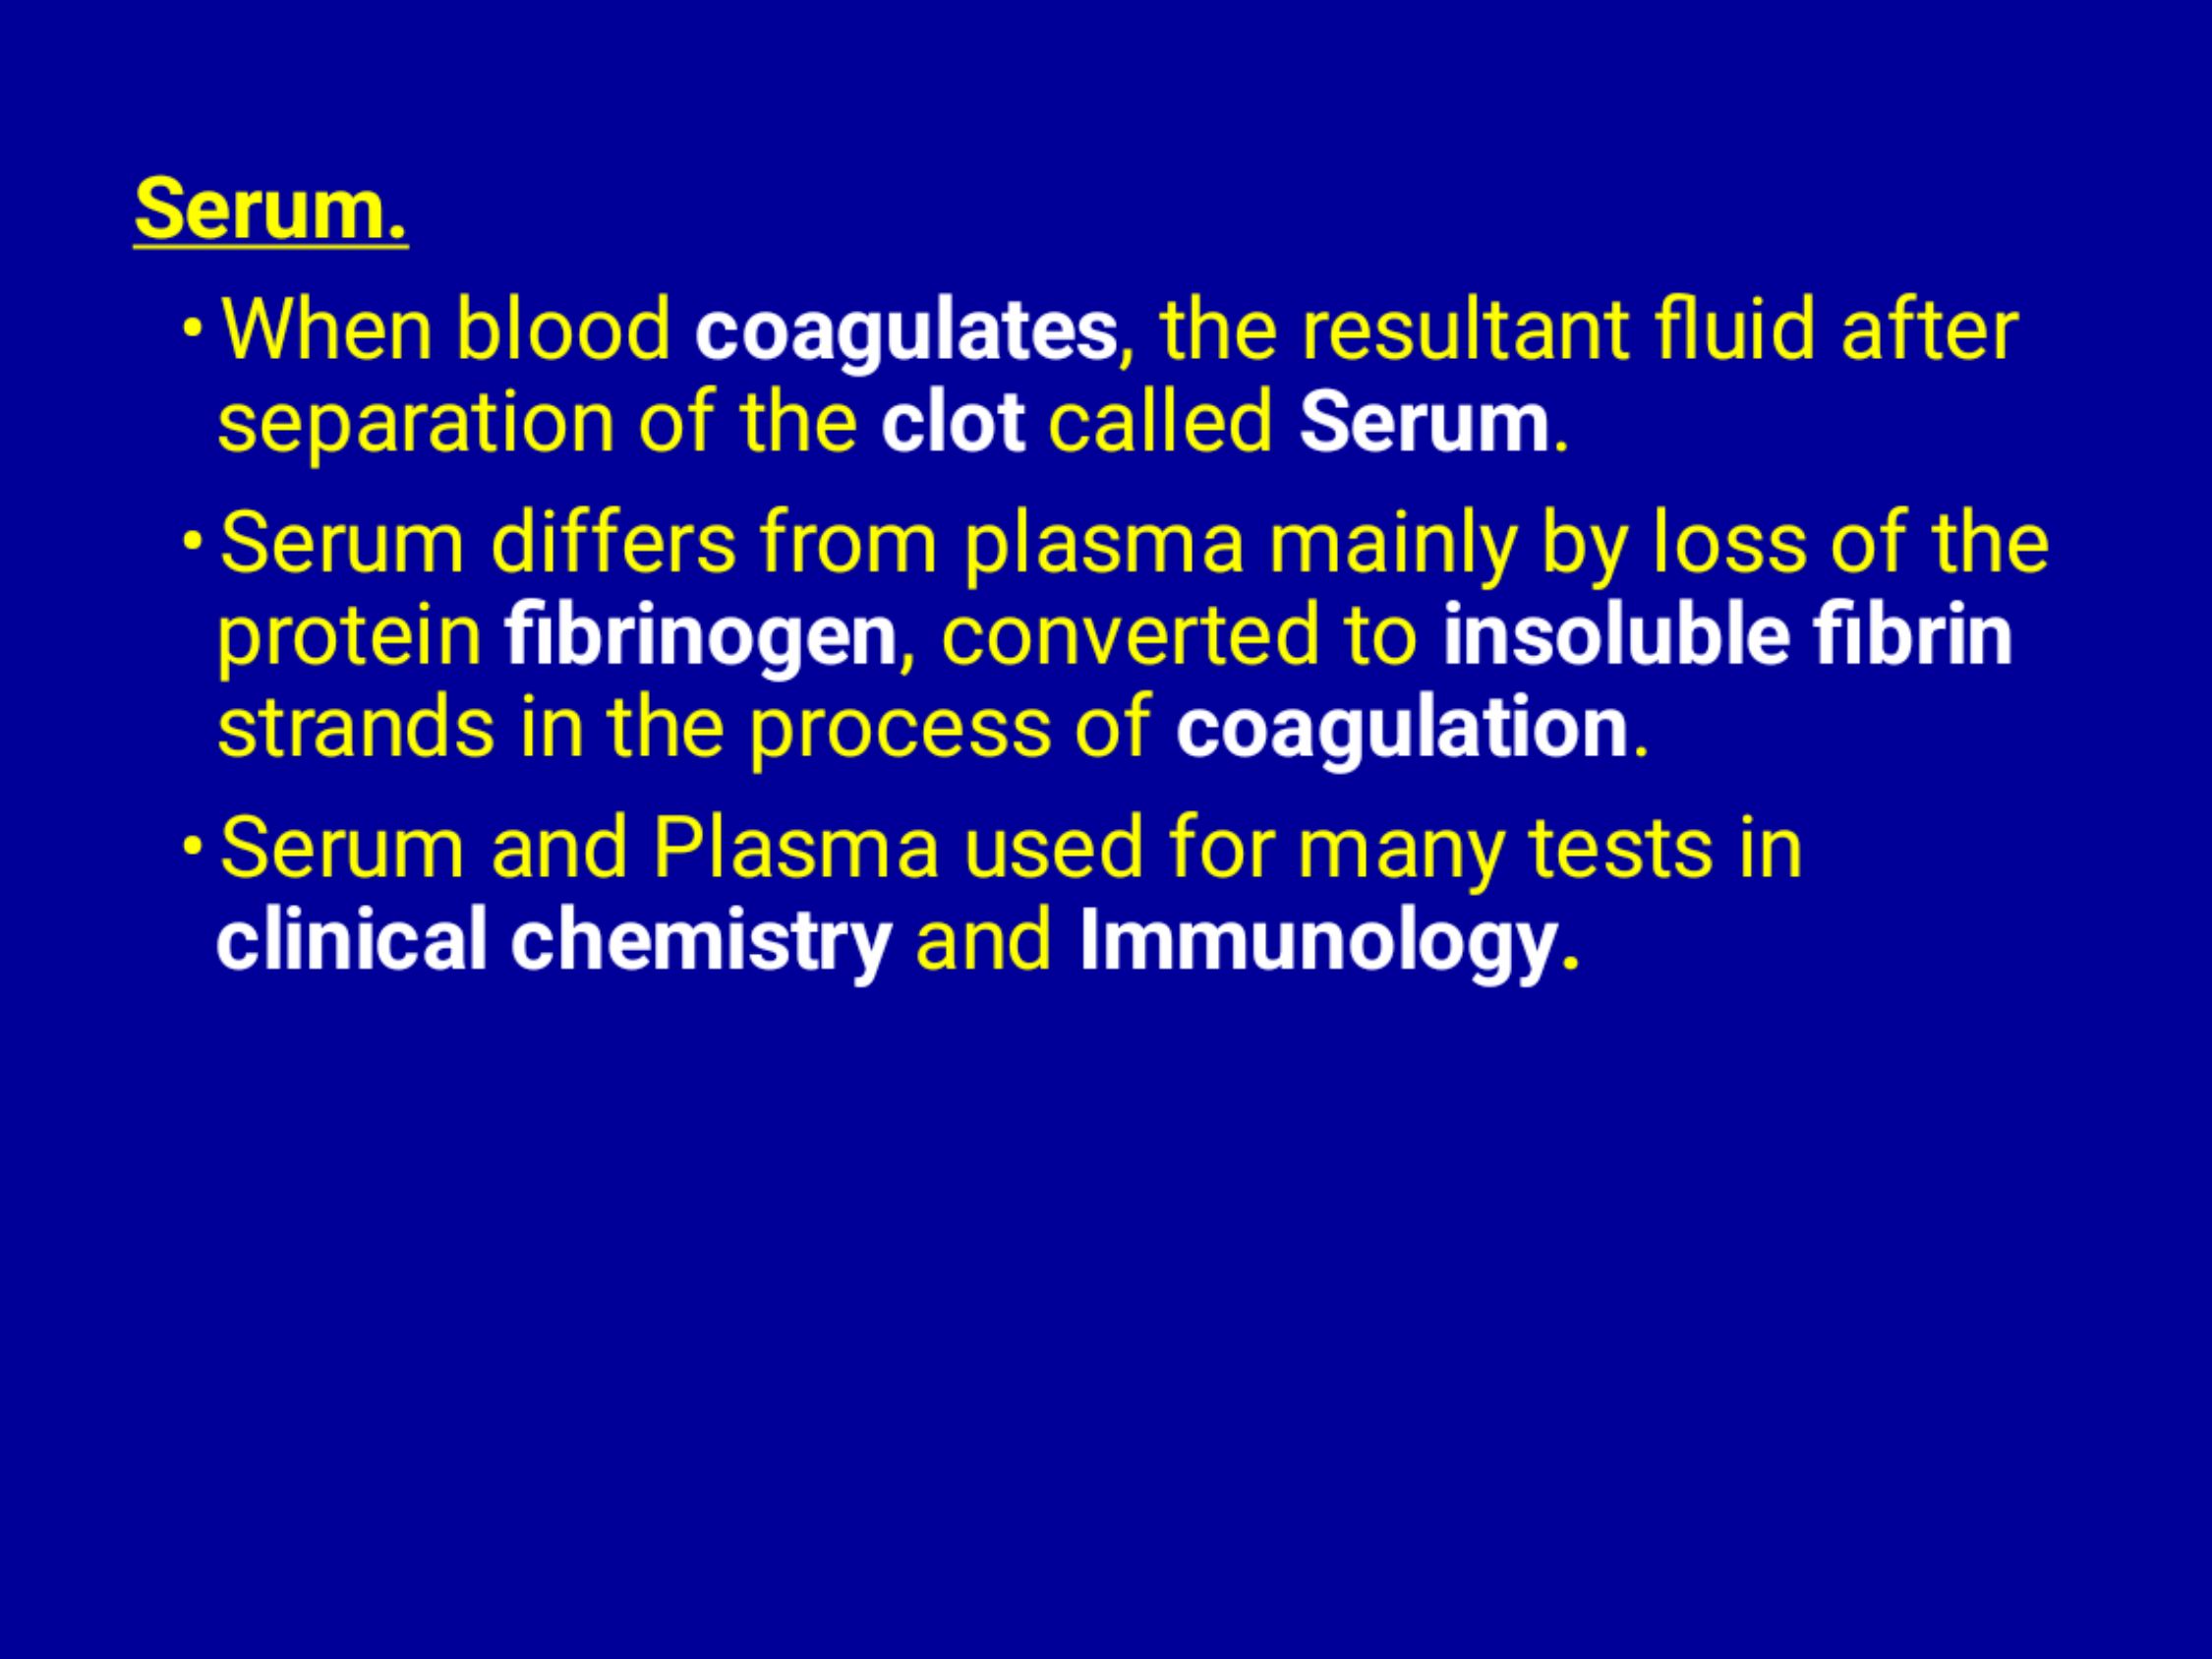 Serum.
• When blood coagulates, the resultant fluid after
separation of the clot called Serum.
• Serum differs from plasma mainly by loss of the
protein fibrinogen, converted to insoluble fibrin
strands in the process of coagulation.
• Serum and Plasma used for many tests in
clinical chemistry and Immunology.